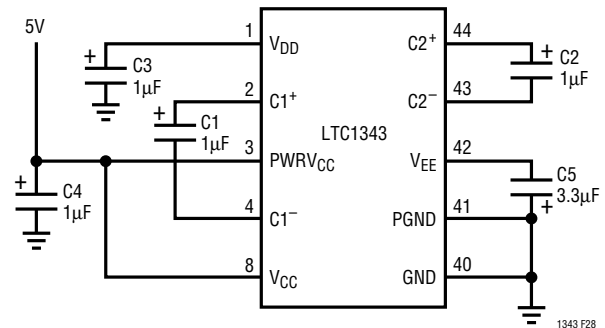 5V
1
V_DD
C2+
44
+
C3
1μF
+
C2
1μF
2
C1+
C2−
43
+
C1
1μF
LTC1343
3
PWRV_CC
V_EE
42
+
C4
1μF
C5
3.3μF
+
4
C1−
PGND
41
8
V_CC
GND
40
1343 F28